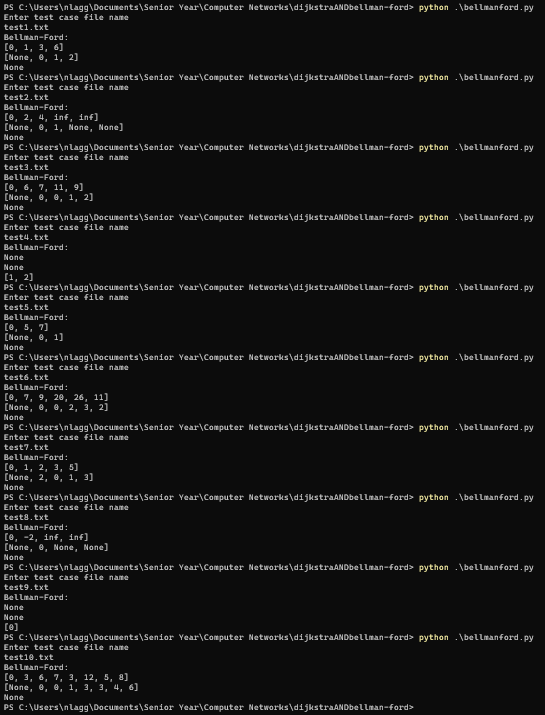 PS C:\Users\nlagg\Documents\Senior Year\Computer Networks\dijkstraANDbellman-ford> python .\bellmanford.py
Enter test case file name
test1.txt
Bellman-Ford:
[0, 1, 3, 6]
[None, 0, 1, 2]
None
PS C:\Users\nlagg\Documents\Senior Year\Computer Networks\dijkstraANDbellman-ford> python .\bellmanford.py
Enter test case file name
test2.txt
Bellman-Ford:
[0, 2, 4, inf, inf]
[None, 0, 1, None, None]
None
PS C:\Users\nlagg\Documents\Senior Year\Computer Networks\dijkstraANDbellman-ford> python .\bellmanford.py
Enter test case file name
test3.txt
Bellman-Ford:
[0, 6, 7, 11, 9]
[None, 0, 0, 1, 2]
None
PS C:\Users\nlagg\Documents\Senior Year\Computer Networks\dijkstraANDbellman-ford> python .\bellmanford.py
Enter test case file name
test4.txt
Bellman-Ford:
None
None
[1, 2]
PS C:\Users\nlagg\Documents\Senior Year\Computer Networks\dijkstraANDbellman-ford> python .\bellmanford.py
Enter test case file name
test5.txt
Bellman-Ford:
[0, 5, 7]
[None, 0, 1]
None
PS C:\Users\nlagg\Documents\Senior Year\Computer Networks\dijkstraANDbellman-ford> python .\bellmanford.py
Enter test case file name
test6.txt
Bellman-Ford:
[0, 7, 9, 20, 26, 11]
[None, 0, 0, 2, 3, 2]
None
PS C:\Users\nlagg\Documents\Senior Year\Computer Networks\dijkstraANDbellman-ford> python .\bellmanford.py
Enter test case file name
test7.txt
Bellman-Ford:
[0, 1, 2, 3, 5]
[None, 2, 0, 1, 3]
None
PS C:\Users\nlagg\Documents\Senior Year\Computer Networks\dijkstraANDbellman-ford> python .\bellmanford.py
Enter test case file name
test8.txt
Bellman-Ford:
[0, -2, inf, inf]
[None, 0, None, None]
None
PS C:\Users\nlagg\Documents\Senior Year\Computer Networks\dijkstraANDbellman-ford> python .\bellmanford.py
Enter test case file name
test9.txt
Bellman-Ford:
None
None
[0]
PS C:\Users\nlagg\Documents\Senior Year\Computer Networks\dijkstraANDbellman-ford> python .\bellmanford.py
Enter test case file name
test10.txt
Bellman-Ford:
[0, 3, 6, 7, 3, 12, 5, 8]
[None, 0, 0, 1, 3, 3, 4, 6]
None
PS C:\Users\nlagg\Documents\Senior Year\Computer Networks\dijkstraANDbellman-ford>